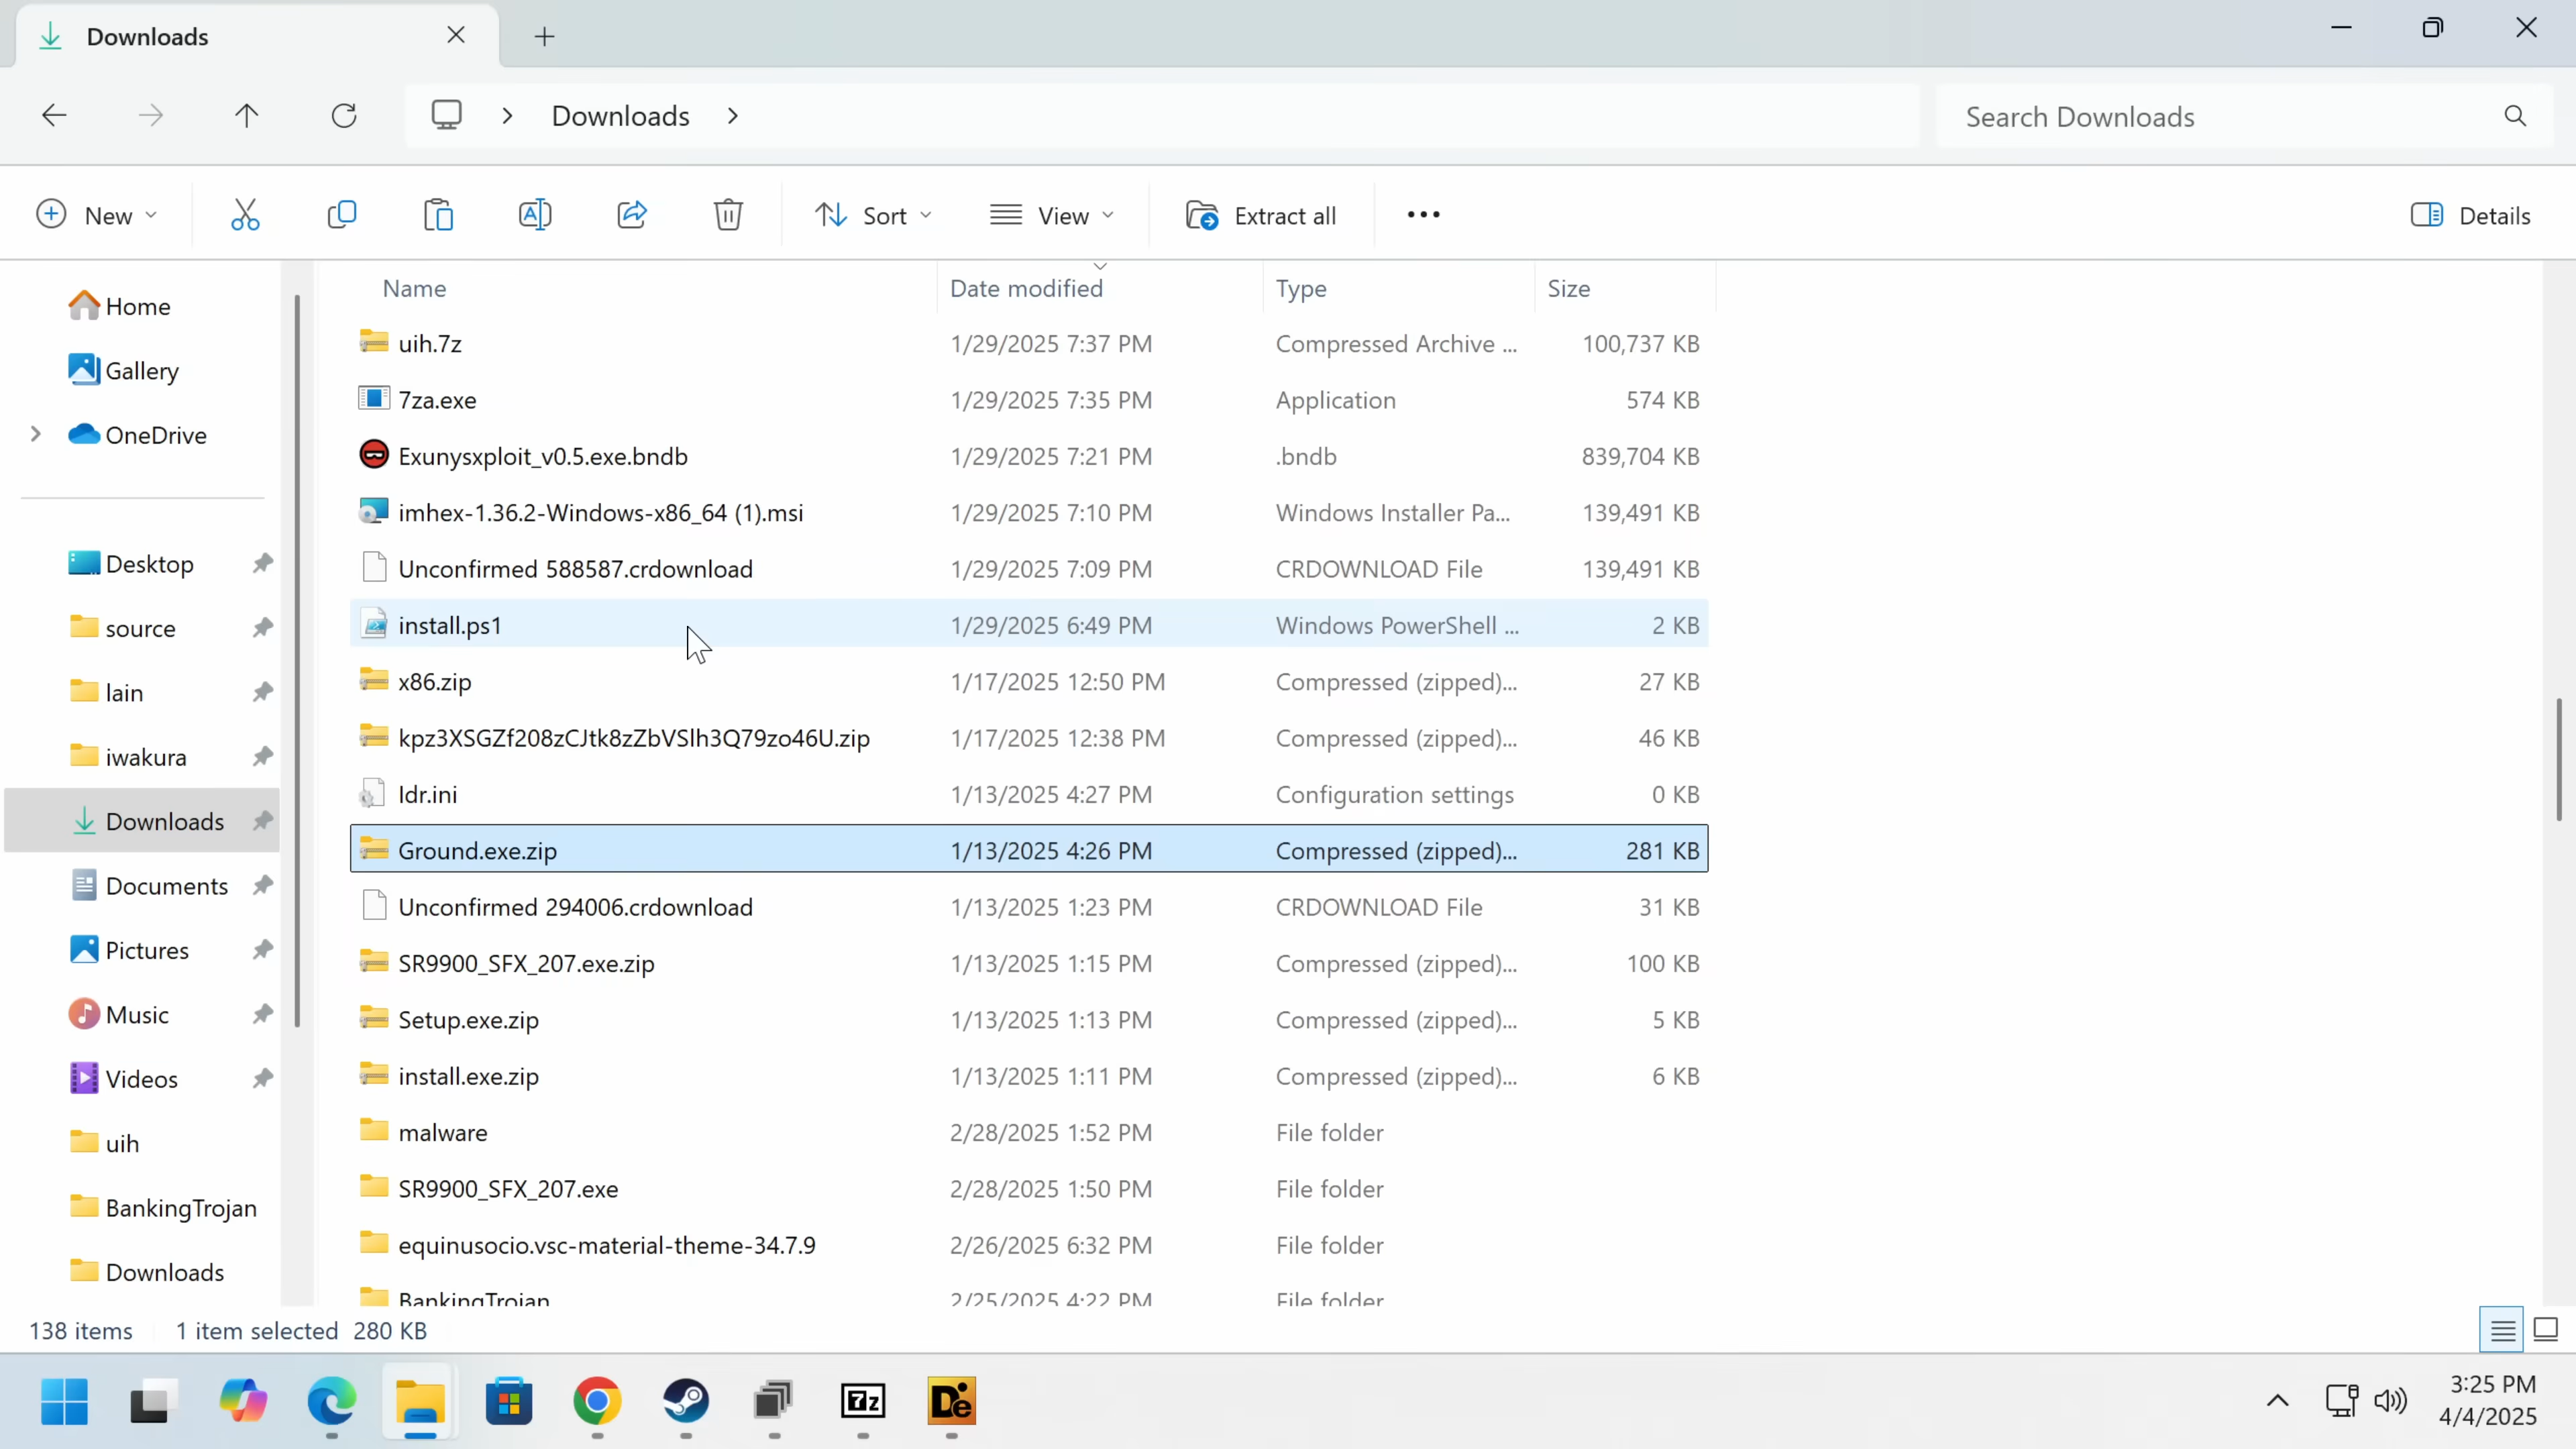 Downloads
Downloads
Search Downloads
New
Sort
View
Extract all
Details
Home
Gallery
OneDrive
Desktop
source
lain
iwakura
Downloads
Documents
Pictures
Music
Videos
uih
BankingTrojan
Downloads
Name Date modified Type Size
uih.7z 1/29/2025 7:37 PM Compressed Archive ... 100,737 KB
7za.exe 1/29/2025 7:35 PM Application 574 KB
Exunysxploit_v0.5.exe.bndb 1/29/2025 7:21 PM .bndb 839,704 KB
imhex-1.36.2-Windows-x86_64 (1).msi 1/29/2025 7:10 PM Windows Installer Pa... 139,491 KB
Unconfirmed 588587.crdownload 1/29/2025 7:09 PM CRDOWNLOAD File 139,491 KB
install.ps1 1/29/2025 6:49 PM Windows PowerShell ... 2 KB
x86.zip 1/17/2025 12:50 PM Compressed (zipped)... 27 KB
kpz3XSGZf208zCJtk8zZbVSlh3Q79zo46U.zip 1/17/2025 12:38 PM Compressed (zipped)... 46 KB
ldr.ini 1/13/2025 4:27 PM Configuration settings 0 KB
Ground.exe.zip 1/13/2025 4:26 PM Compressed (zipped)... 281 KB
Unconfirmed 294006.crdownload 1/13/2025 1:23 PM CRDOWNLOAD File 31 KB
SR9900_SFX_207.exe.zip 1/13/2025 1:15 PM Compressed (zipped)... 100 KB
Setup.exe.zip 1/13/2025 1:13 PM Compressed (zipped)... 5 KB
install.exe.zip 1/13/2025 1:11 PM Compressed (zipped)... 6 KB
malware 2/28/2025 1:52 PM File folder
SR9900_SFX_207.exe 2/28/2025 1:50 PM File folder
equinusocio.vsc-material-theme-34.7.9 2/26/2025 6:32 PM File folder
BankingTrojan 2/25/2025 4:22 PM File folder
138 items 1 item selected 280 KB
7z
De
3:25 PM
4/4/2025